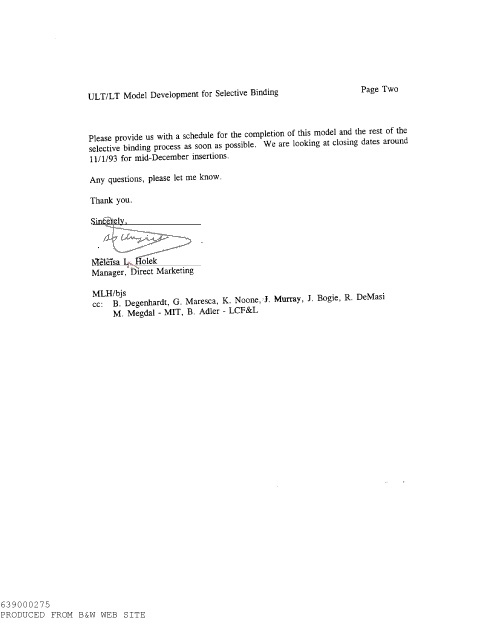 ULT/LT Model Development for Selective Binding Page Two
Please provide us with a schedule for the completion of this model and the rest of the
selective binding process as soon as possible. We are looking at closing dates around
11/1/93 for mid-December insertions.
Any questions, please let me know.
Thank you.
Sincerely,
Meleisa L. Holek
Manager, Direct Marketing
MLH/bjs
cc: B. Degenhardt, G. Maresca, K. Noone, J. Murray, J. Bogie, R. DeMasi
M. Megdal - MIT, B. Adler - LCF&L
639000275
PRODUCED FROM B&W WEB SITE